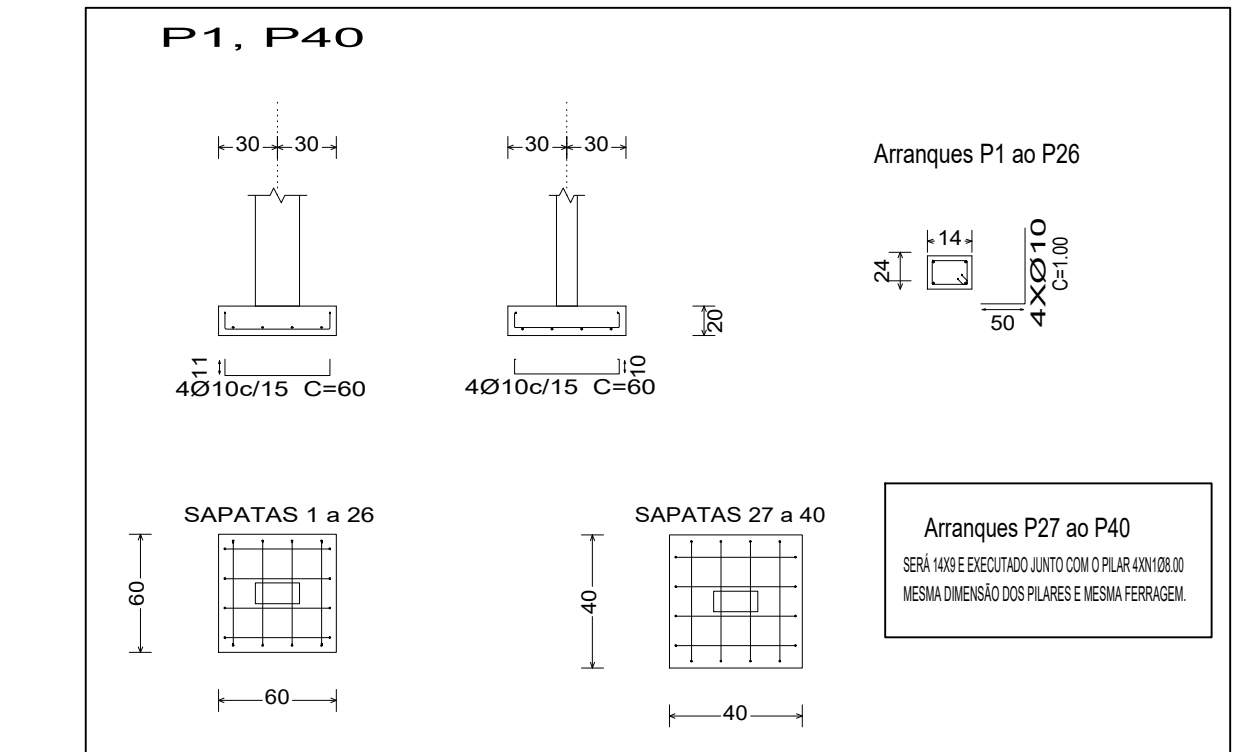 P1, P40
30 30
30 30
Arranques P1 ao P26
14
24
4XØ10
C=1.00
50
20
11
4Ø10c/15 C=60
10
4Ø10c/15 C=60
SAPATAS 1 a 26
60
60
SAPATAS 27 a 40
40
40
Arranques P27 ao P40
SERÁ 14X9 E EXECUTADO JUNTO COM O PILAR 4XN1Ø8.00
MESMA DIMENSÃO DOS PILARES E MESMA FERRAGEM.